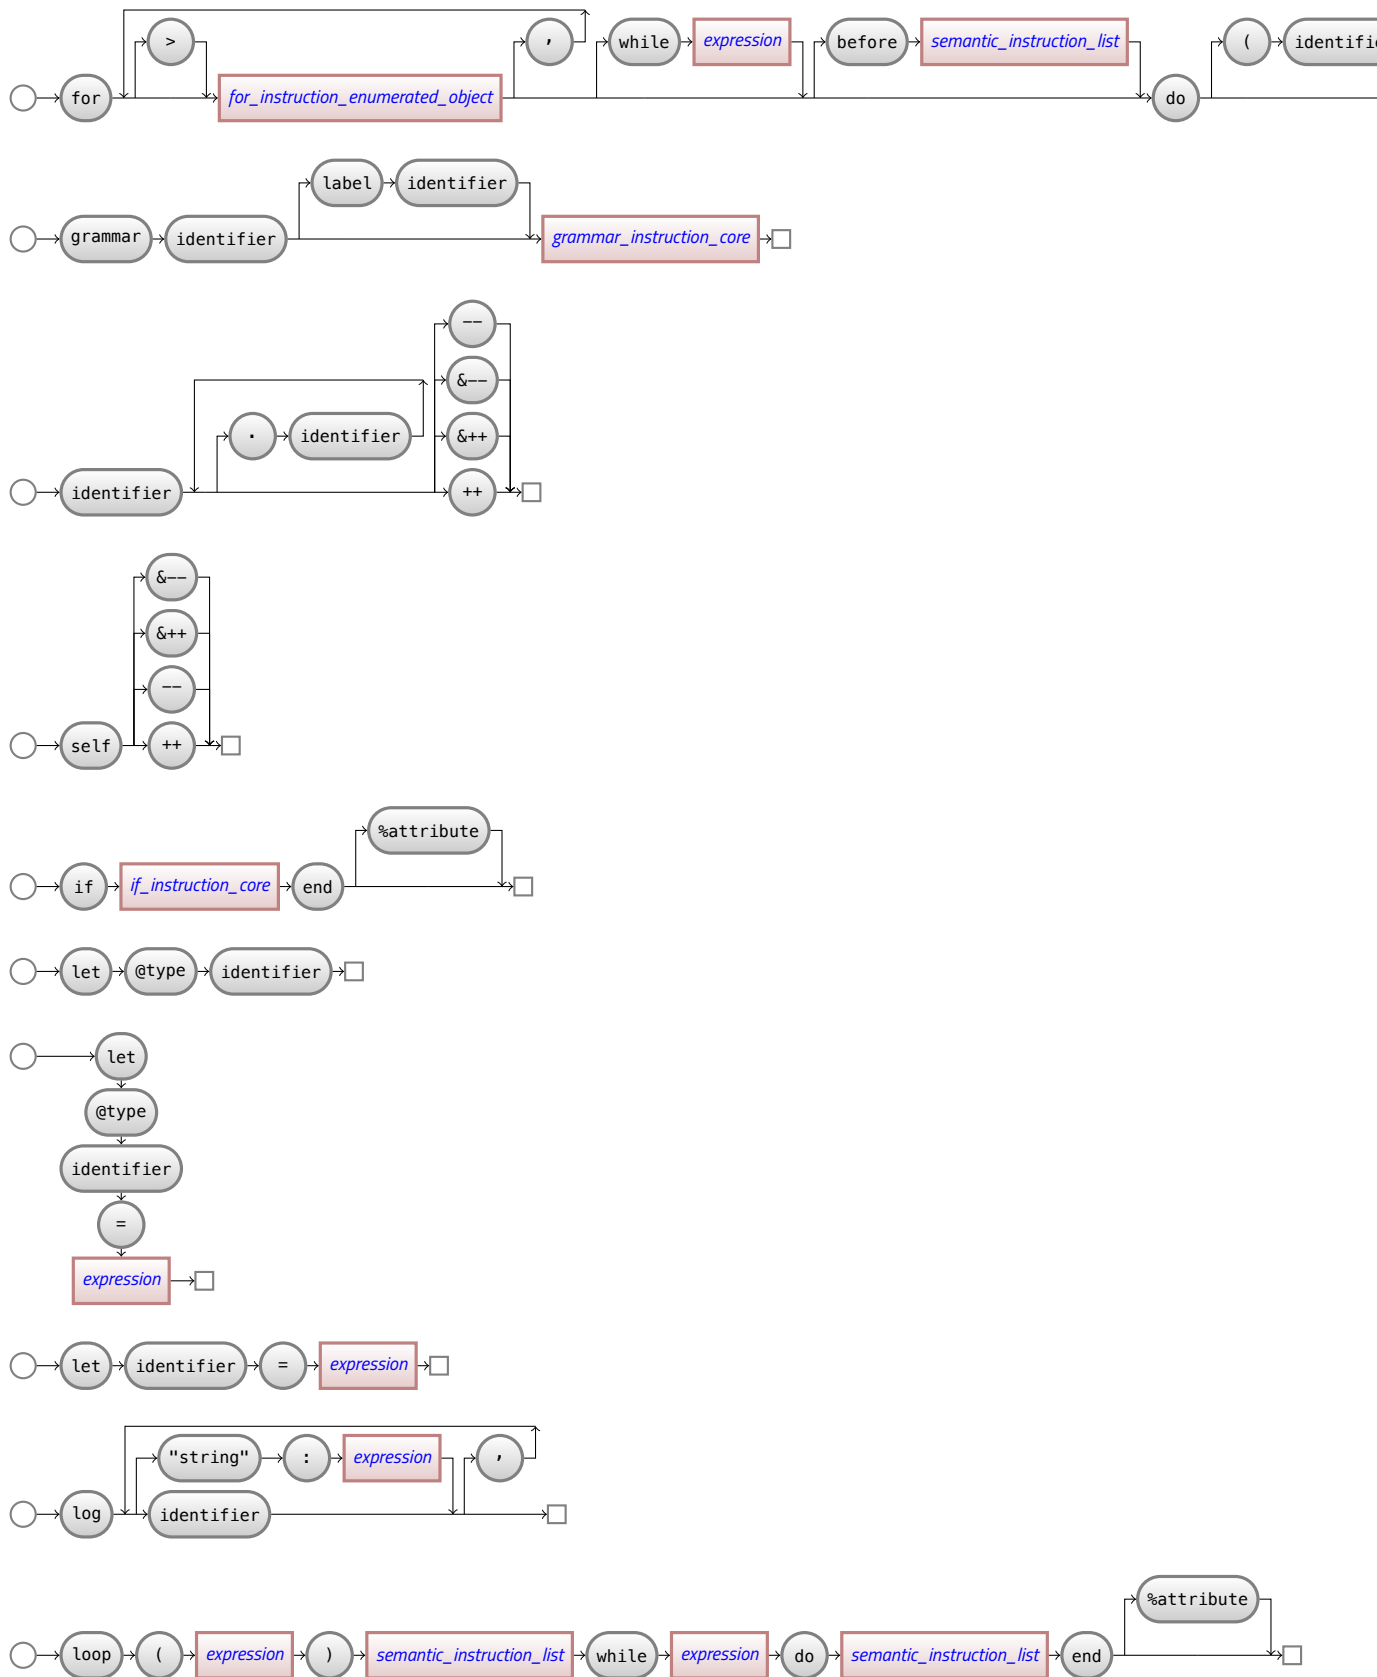 > , while expression before semantic_instruction_list (
for for_instruction_enumerated_object do
label identifier
grammar identifier grammar_instruction_core
--
&--
. identifier &++
identifier ++
&--
&++
--
self ++
%attribute
if if_instruction_core end
let @type identifier
let
@type
identifier
=
expression
let identifier = expression
"string" : expression ,
log identifier
%attribute
loop ( expression ) semantic_instruction_list while expression do semantic_instruction_list end